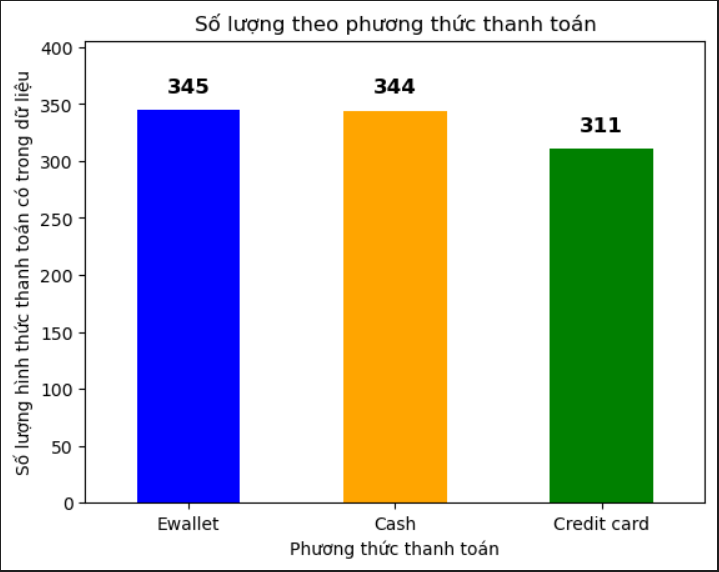 Số lượng theo phương thức thanh toán
Số lượng hình thức thanh toán có trong dữ liệu
400
350
300
250
200
150
100
50
0
345
344
311
Ewallet
Cash
Credit card
Phương thức thanh toán